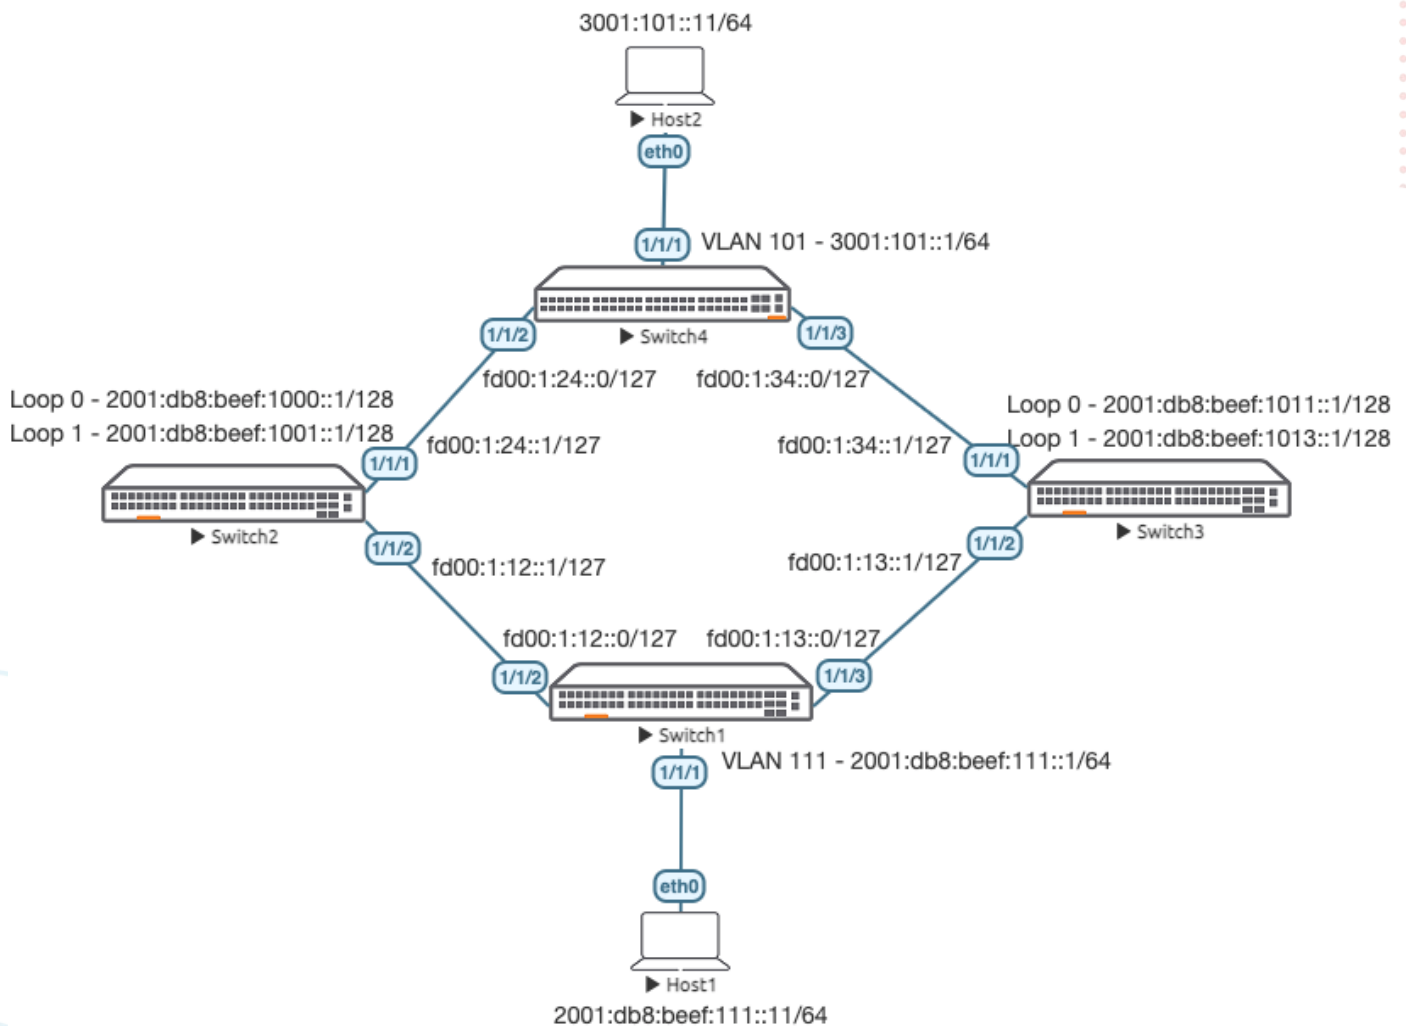 3001:101::11/64
▶ Host2
eth0
1/1/1
VLAN 101 - 3001:101::1/64
▶ Switch4
1/1/2
1/1/3
fd00:1:24::0/127
fd00:1:34::0/127
Loop 0 - 2001:db8:beef:1000::1/128
Loop 1 - 2001:db8:beef:1001::1/128
Loop 0 - 2001:db8:beef:1011::1/128
Loop 1 - 2001:db8:beef:1013::1/128
fd00:1:24::1/127
fd00:1:34::1/127
1/1/1
1/1/1
▶ Switch2
▶ Switch3
1/1/2
1/1/2
fd00:1:12::1/127
fd00:1:13::1/127
fd00:1:12::0/127
fd00:1:13::0/127
1/1/2
1/1/3
▶ Switch1
1/1/1
VLAN 111 - 2001:db8:beef:111::1/64
eth0
▶ Host1
2001:db8:beef:111::11/64